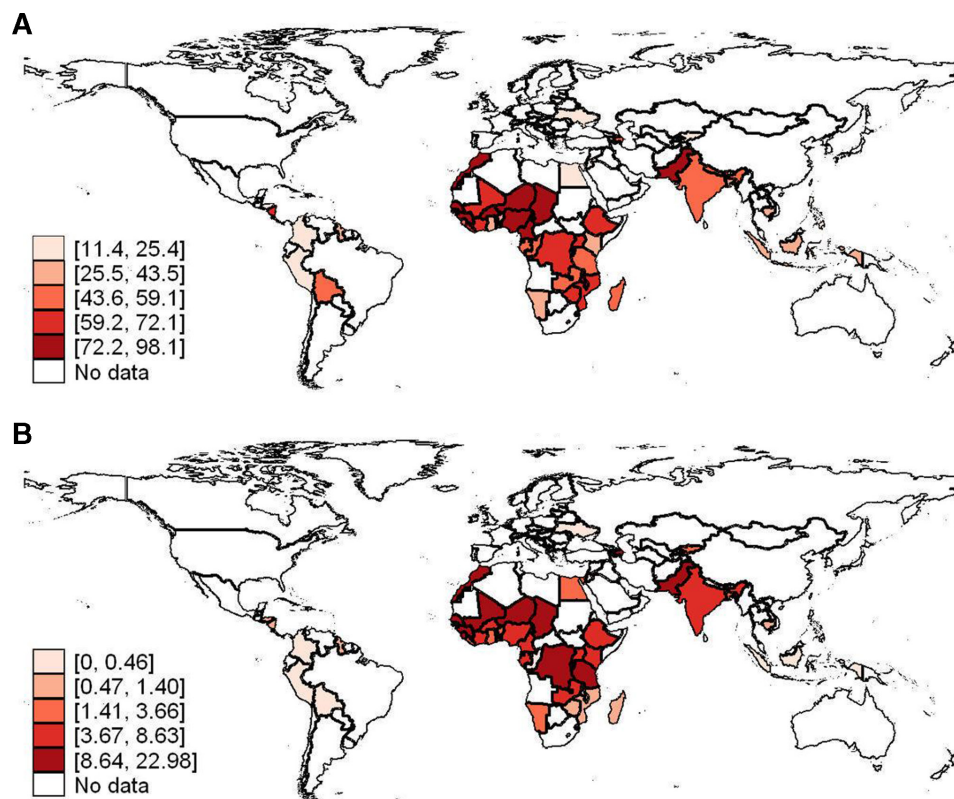 A
[11.4, 25.4]
[25.5, 43.5]
[43.6, 59.1]
[59.2, 72.1]
[72.2, 98.1]
No data
B
[0, 0.46]
[0.47, 1.40]
[1.41, 3.66]
[3.67, 8.63]
[8.64, 22.98]
No data